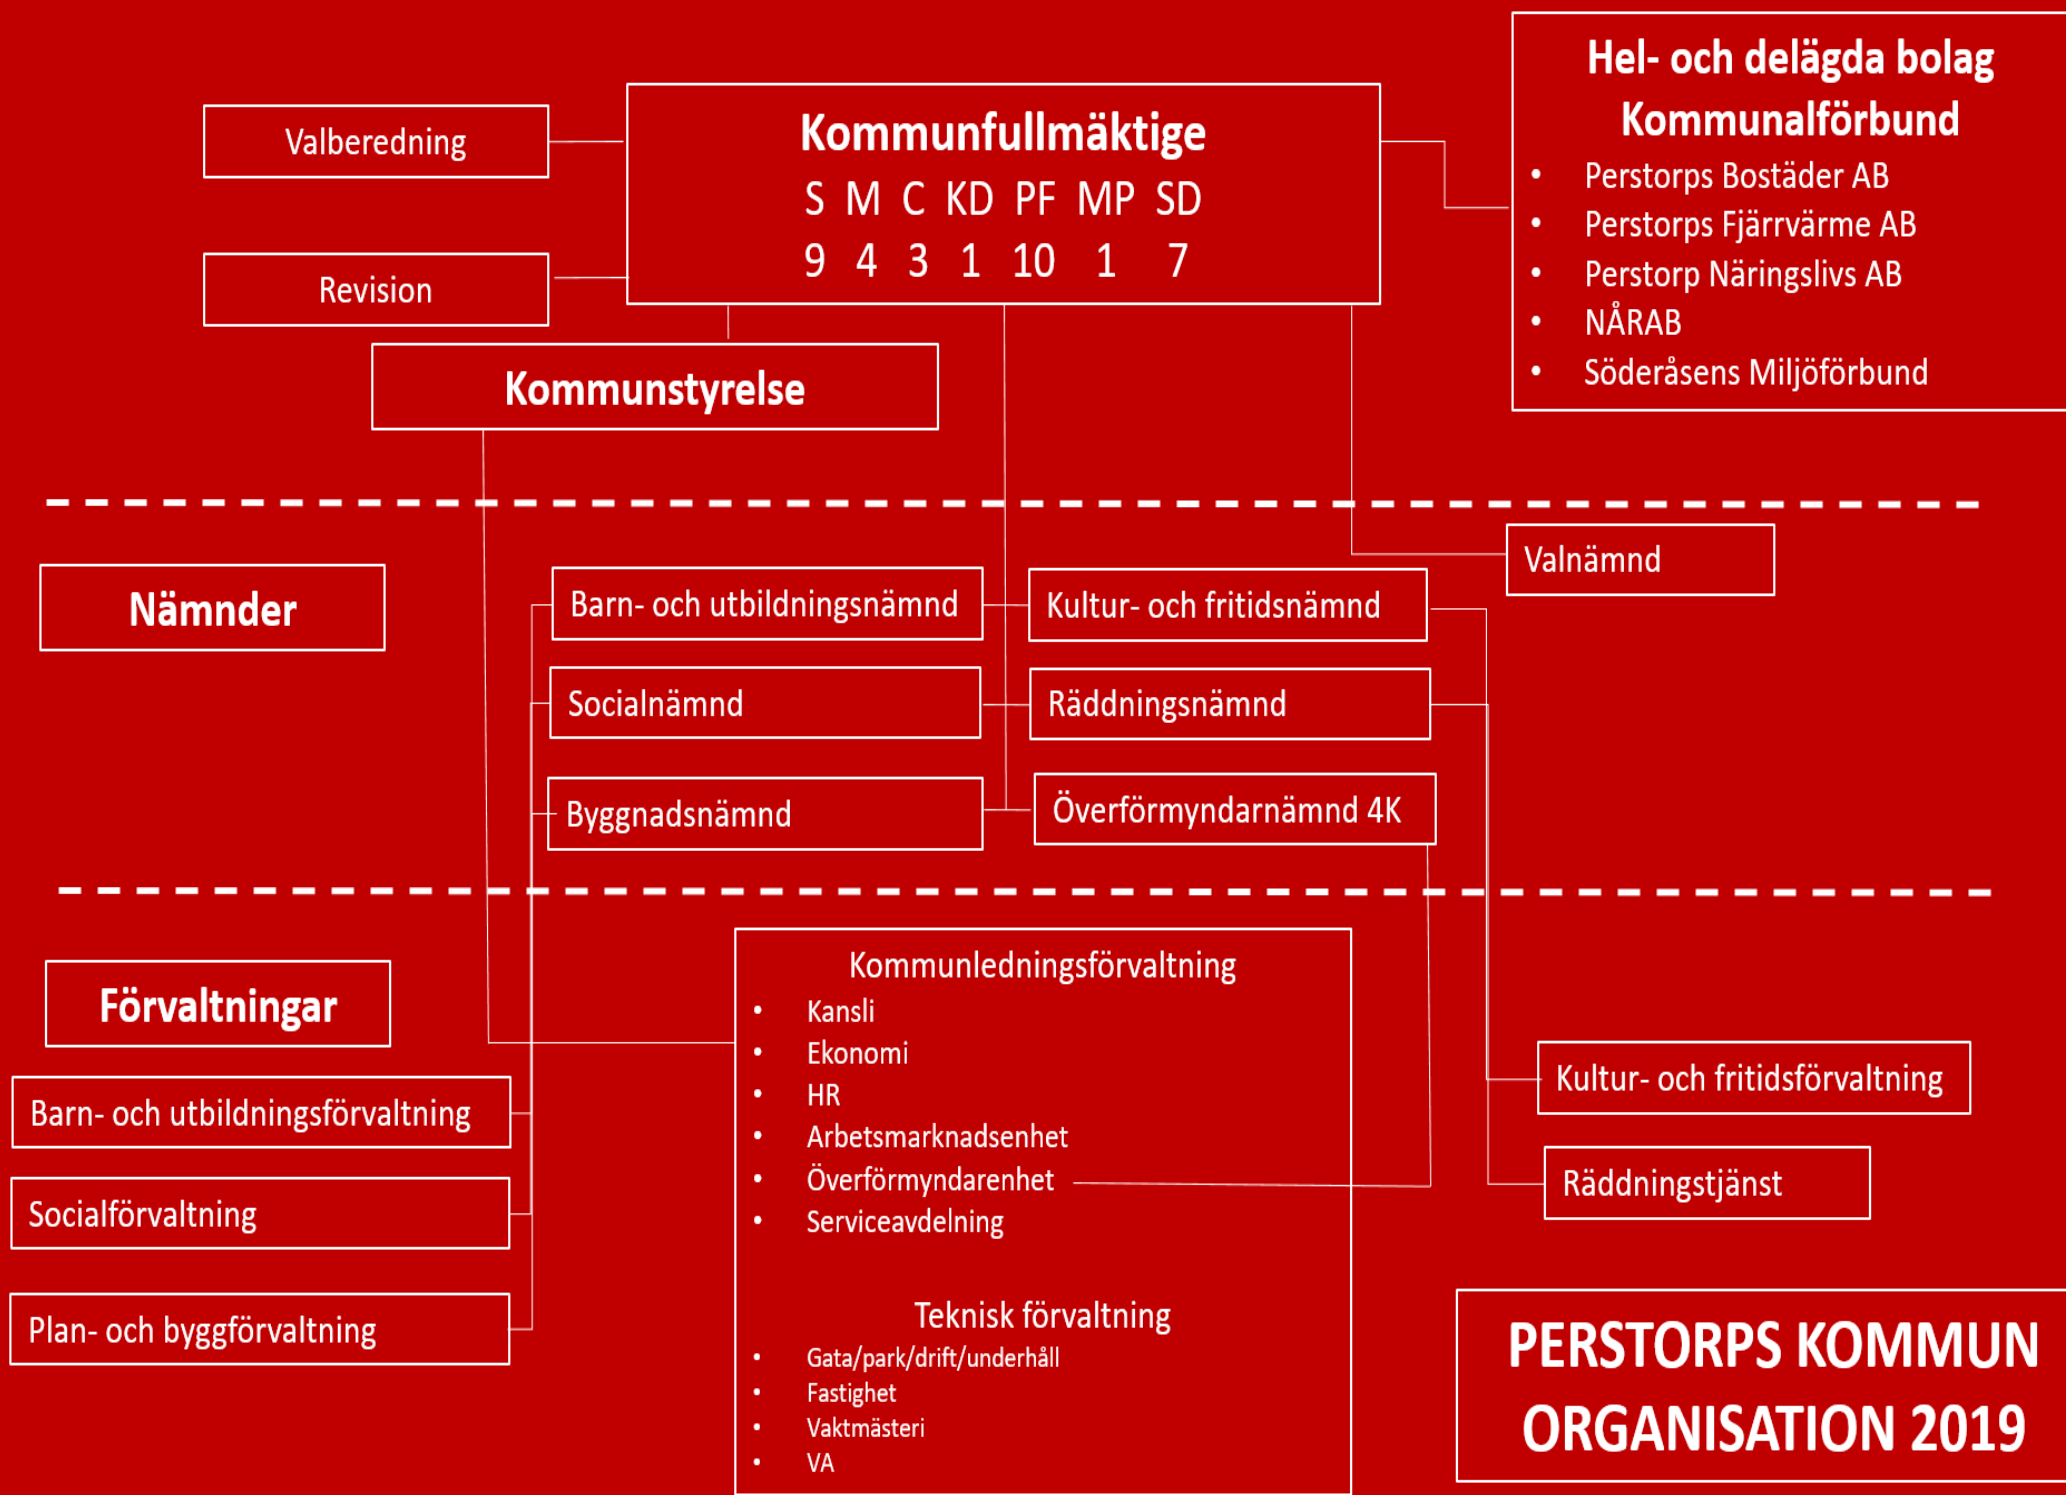 Valberedning
Revision
Kommunfullmäktige
S M C KD PF MP SD
9 4 3 1 10 1 7
Hel- och delägda bolag
Kommunalförbund
• Perstorps Bostäder AB
• Perstorps Fjärrvärme AB
• Perstorp Näringslivs AB
• NÅRAB
• Söderåsens Miljöförbund
Kommunstyrelse
Nämnder
Barn- och utbildningsnämnd
Kultur- och fritidsnämnd
Valnämnd
Socialnämnd
Räddningsnämnd
Byggnadsnämnd
Överförmyndarnämnd 4K
Förvaltningar
Barn- och utbildningsförvaltning
Socialförvaltning
Plan- och byggförvaltning
Kommunledningsförvaltning
• Kansli
• Ekonomi
• HR
• Arbetsmarknadsenhet
• Överförmyndarenhet
• Serviceavdelning
Teknisk förvaltning
• Gata/park/drift/underhåll
• Fastighet
• Vaktmästeri
• VA
Kultur- och fritidsförvaltning
Räddningstjänst
PERSTORPS KOMMUN
ORGANISATION 2019